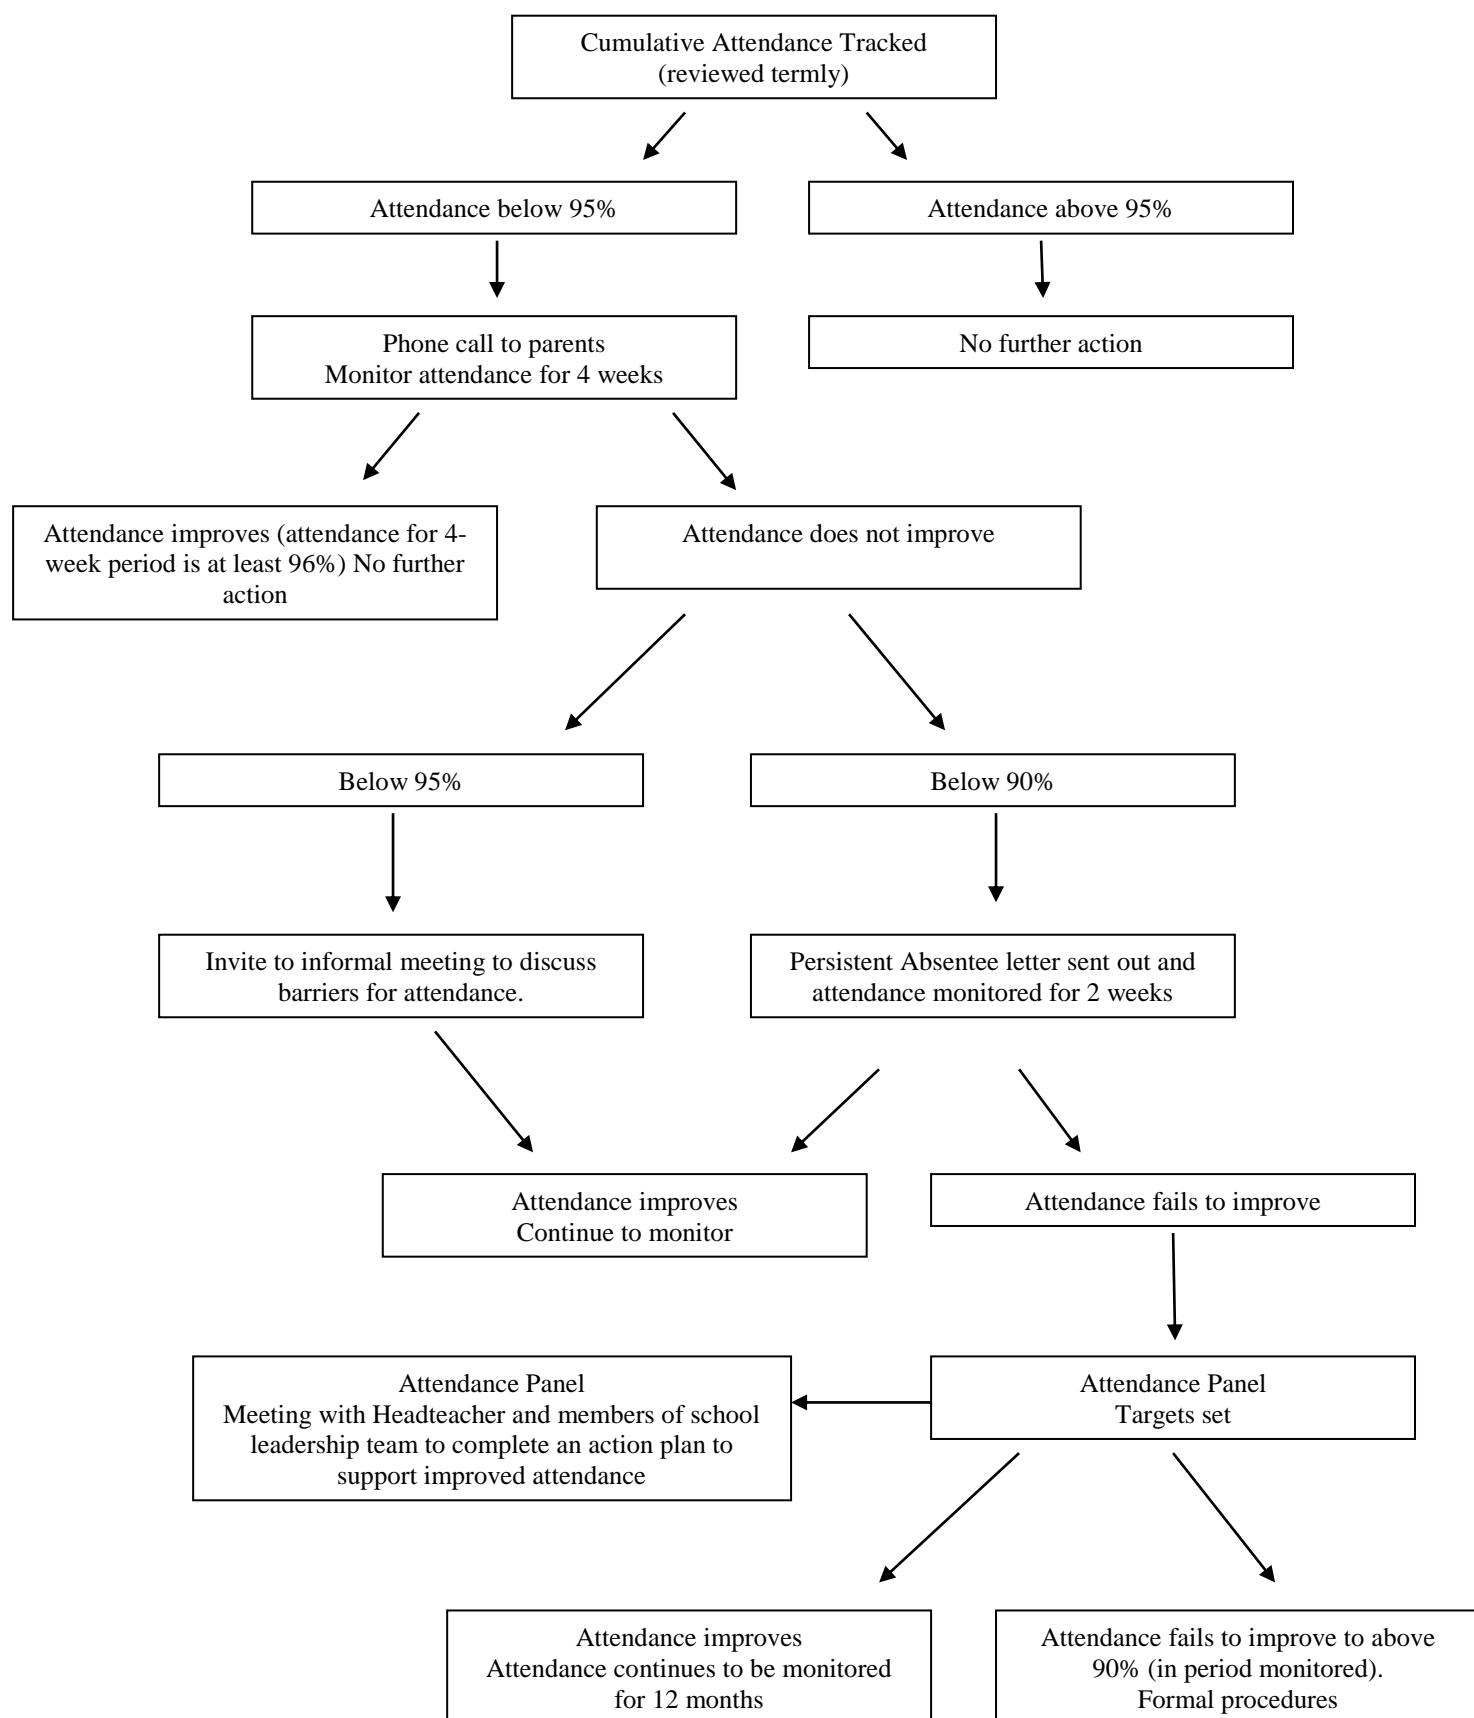 Cumulative Attendance Tracked
(reviewed termly)
Attendance below 95%
Attendance above 95%
Phone call to parents
Monitor attendance for 4 weeks
No further action
Attendance improves (attendance for 4-
week period is at least 96%) No further
action
Attendance does not improve
Below 95%
Below 90%
Invite to informal meeting to discuss
barriers for attendance.
Persistent Absentee letter sent out and
attendance monitored for 2 weeks
Attendance improves
Continue to monitor
Attendance fails to improve
Attendance Panel
Meeting with Headteacher and members of school
leadership team to complete an action plan to
support improved attendance
Attendance Panel
Targets set
Attendance improves
Attendance continues to be monitored
for 12 months
Attendance fails to improve to above
90% (in period monitored).
Formal procedures